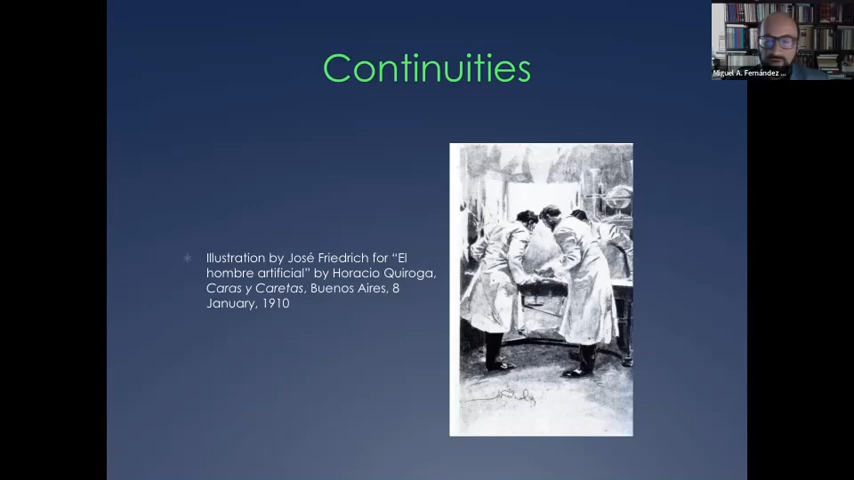 Continuities
Miguel A. Fernández ...
Illustration by José Friedrich for “El
hombre artificial” by Horacio Quiroga,
Caras y Caretas, Buenos Aires, 8
January, 1910